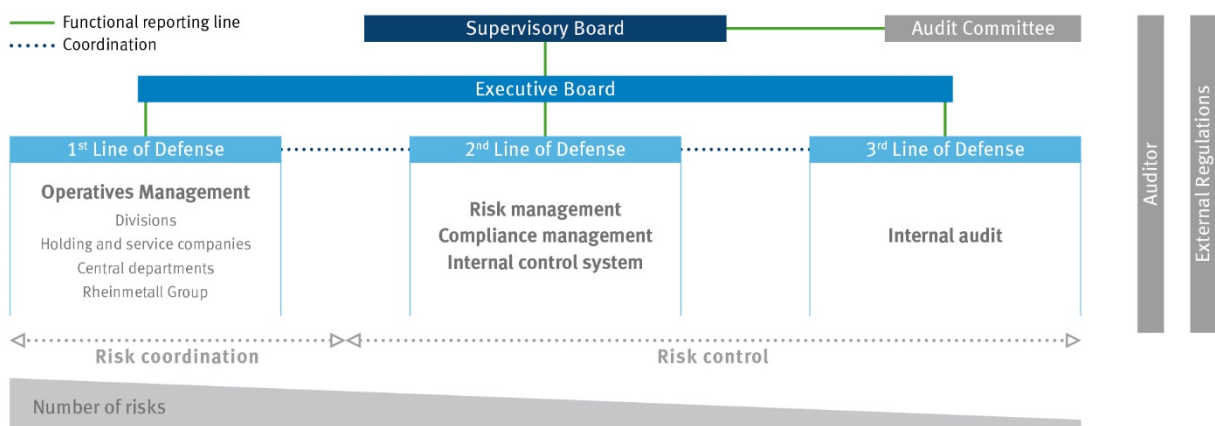 Functional reporting line
Coordination
Supervisory Board
Audit Committee
Executive Board
1st Line of Defense
2nd Line of Defense
3rd Line of Defense
Operatives Management
Divisions
Holding and service companies
Central departments
Rheinmetall Group
Risk management
Compliance management
Internal control system
Internal audit
Auditor
External Regulations
Risk coordination
Risk control
Number of risks